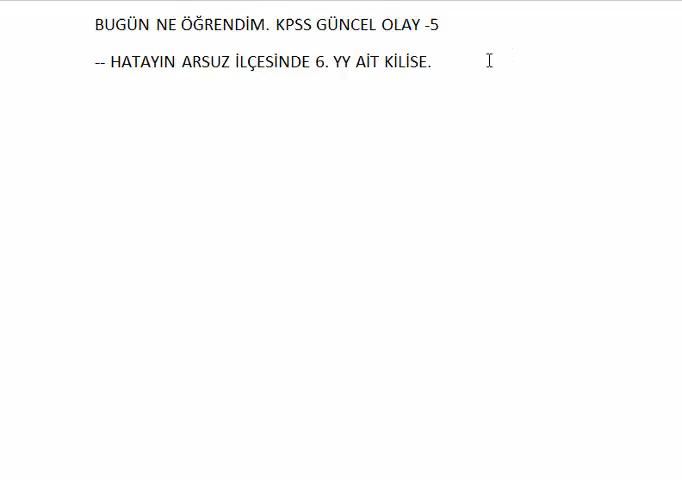 BUGÜN NE ÖĞRENDİM. KPSS GÜNCEL OLAY -5
-- HATAYIN ARSUZ İLÇESİNDE 6. YY AİT KİLİSE.